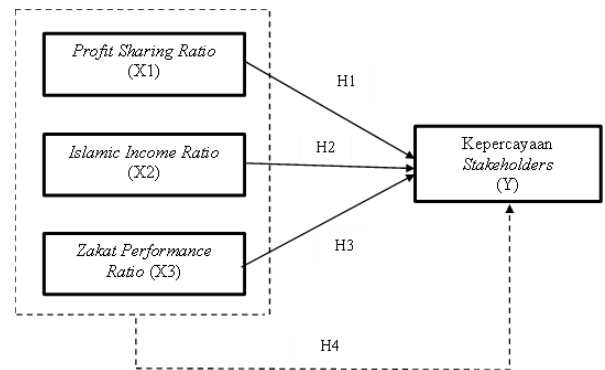 Profit Sharing Ratio
(X1)
H1
Islamic Income Ratio
(X2)
H2
Kepercayaan
Stakeholders
(Y)
Zakat Performance
Ratio (X3)
H3
H4